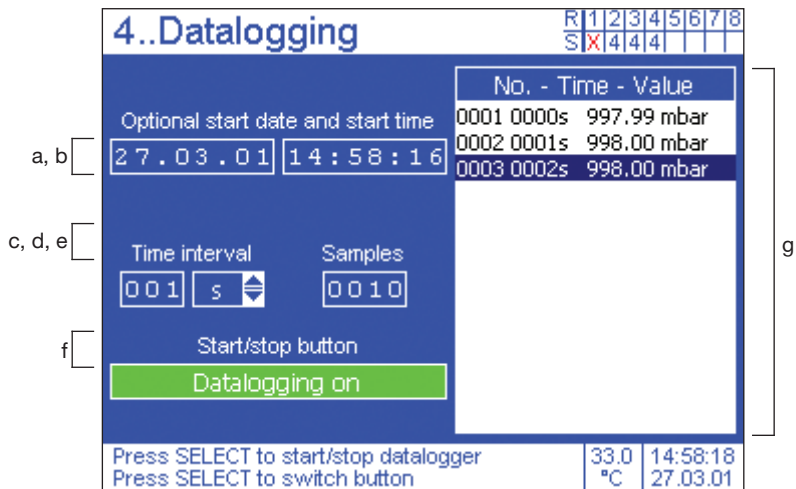 4..Datalogging
R 1 2 3 4 5 6 7 8
S X 4 4 4
No. - Time - Value
0001 0000s 997.99 mbar
0002 0001s 998.00 mbar
0003 0002s 998.00 mbar
Optional start date and start time
a, b
27.03.01 14:58:16
c, d, e
Time interval Samples
001 s 0010
f
Start/stop button
Datalogging on
g
Press SELECT to start/stop datalogger
Press SELECT to switch button
33.0 °C
14:58:18
27.03.01